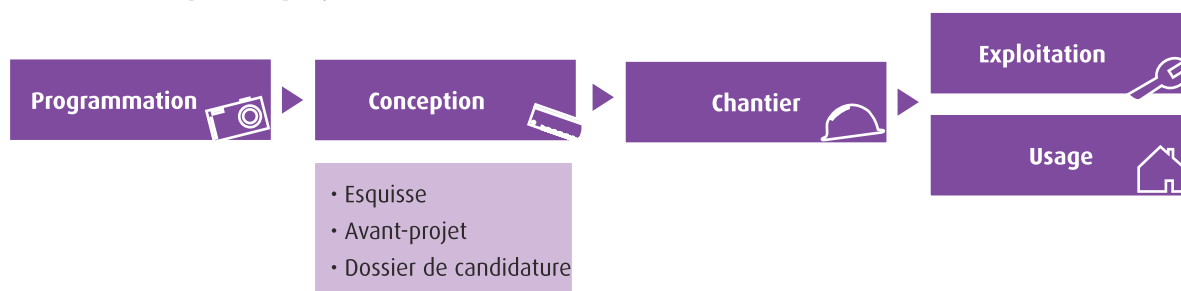 Programmation
Conception
Chantier
Exploitation
Usage
• Esquisse
• Avant-projet
• Dossier de candidature